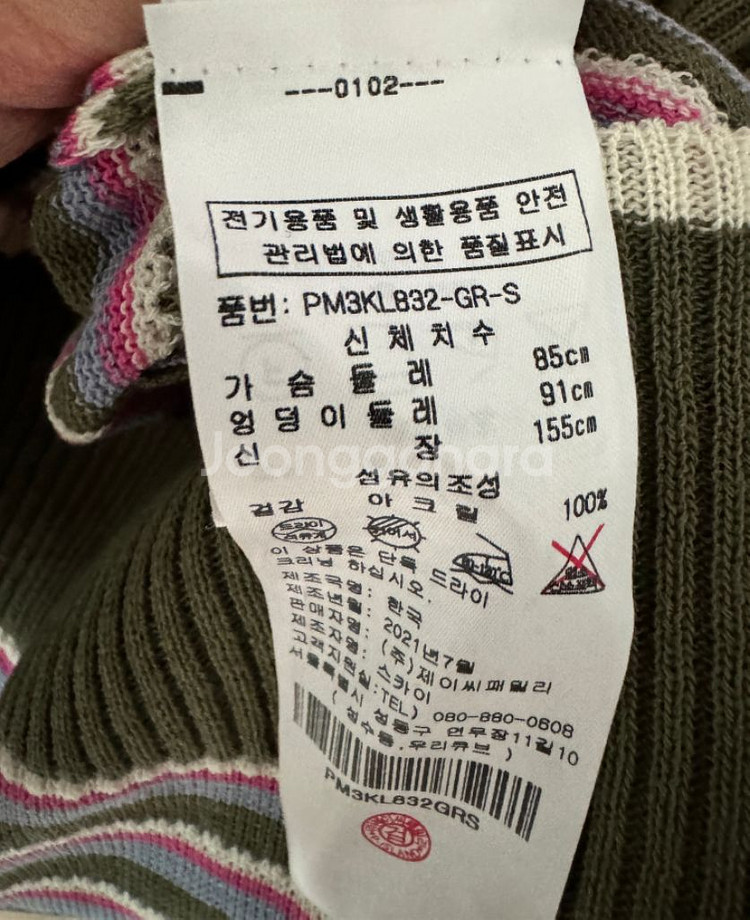 ---0102---
전기용품 및 생활용품 안전
관리법에 의한 품질표시
품번: PM3KL832-GR-S
신 체 치 수
가 슴 둘 레 85cm
엉 덩 이 둘 레 91cm
신 장 155cm
Joongonara
섬유의조성
겉감 아 크 릴 100%
드라이
이 상품은 단독 드라이
크리닝 하십시오.
제조국명: 한국
제조년월: 2021년7월
판매자명: (주)제이씨패밀리
제조자명: 스카이
고객지원실:TEL) 080-880-0608
서울특별시 성동구 연무장11길10
(성수동,우리큐브 )
PM3KL832GRS